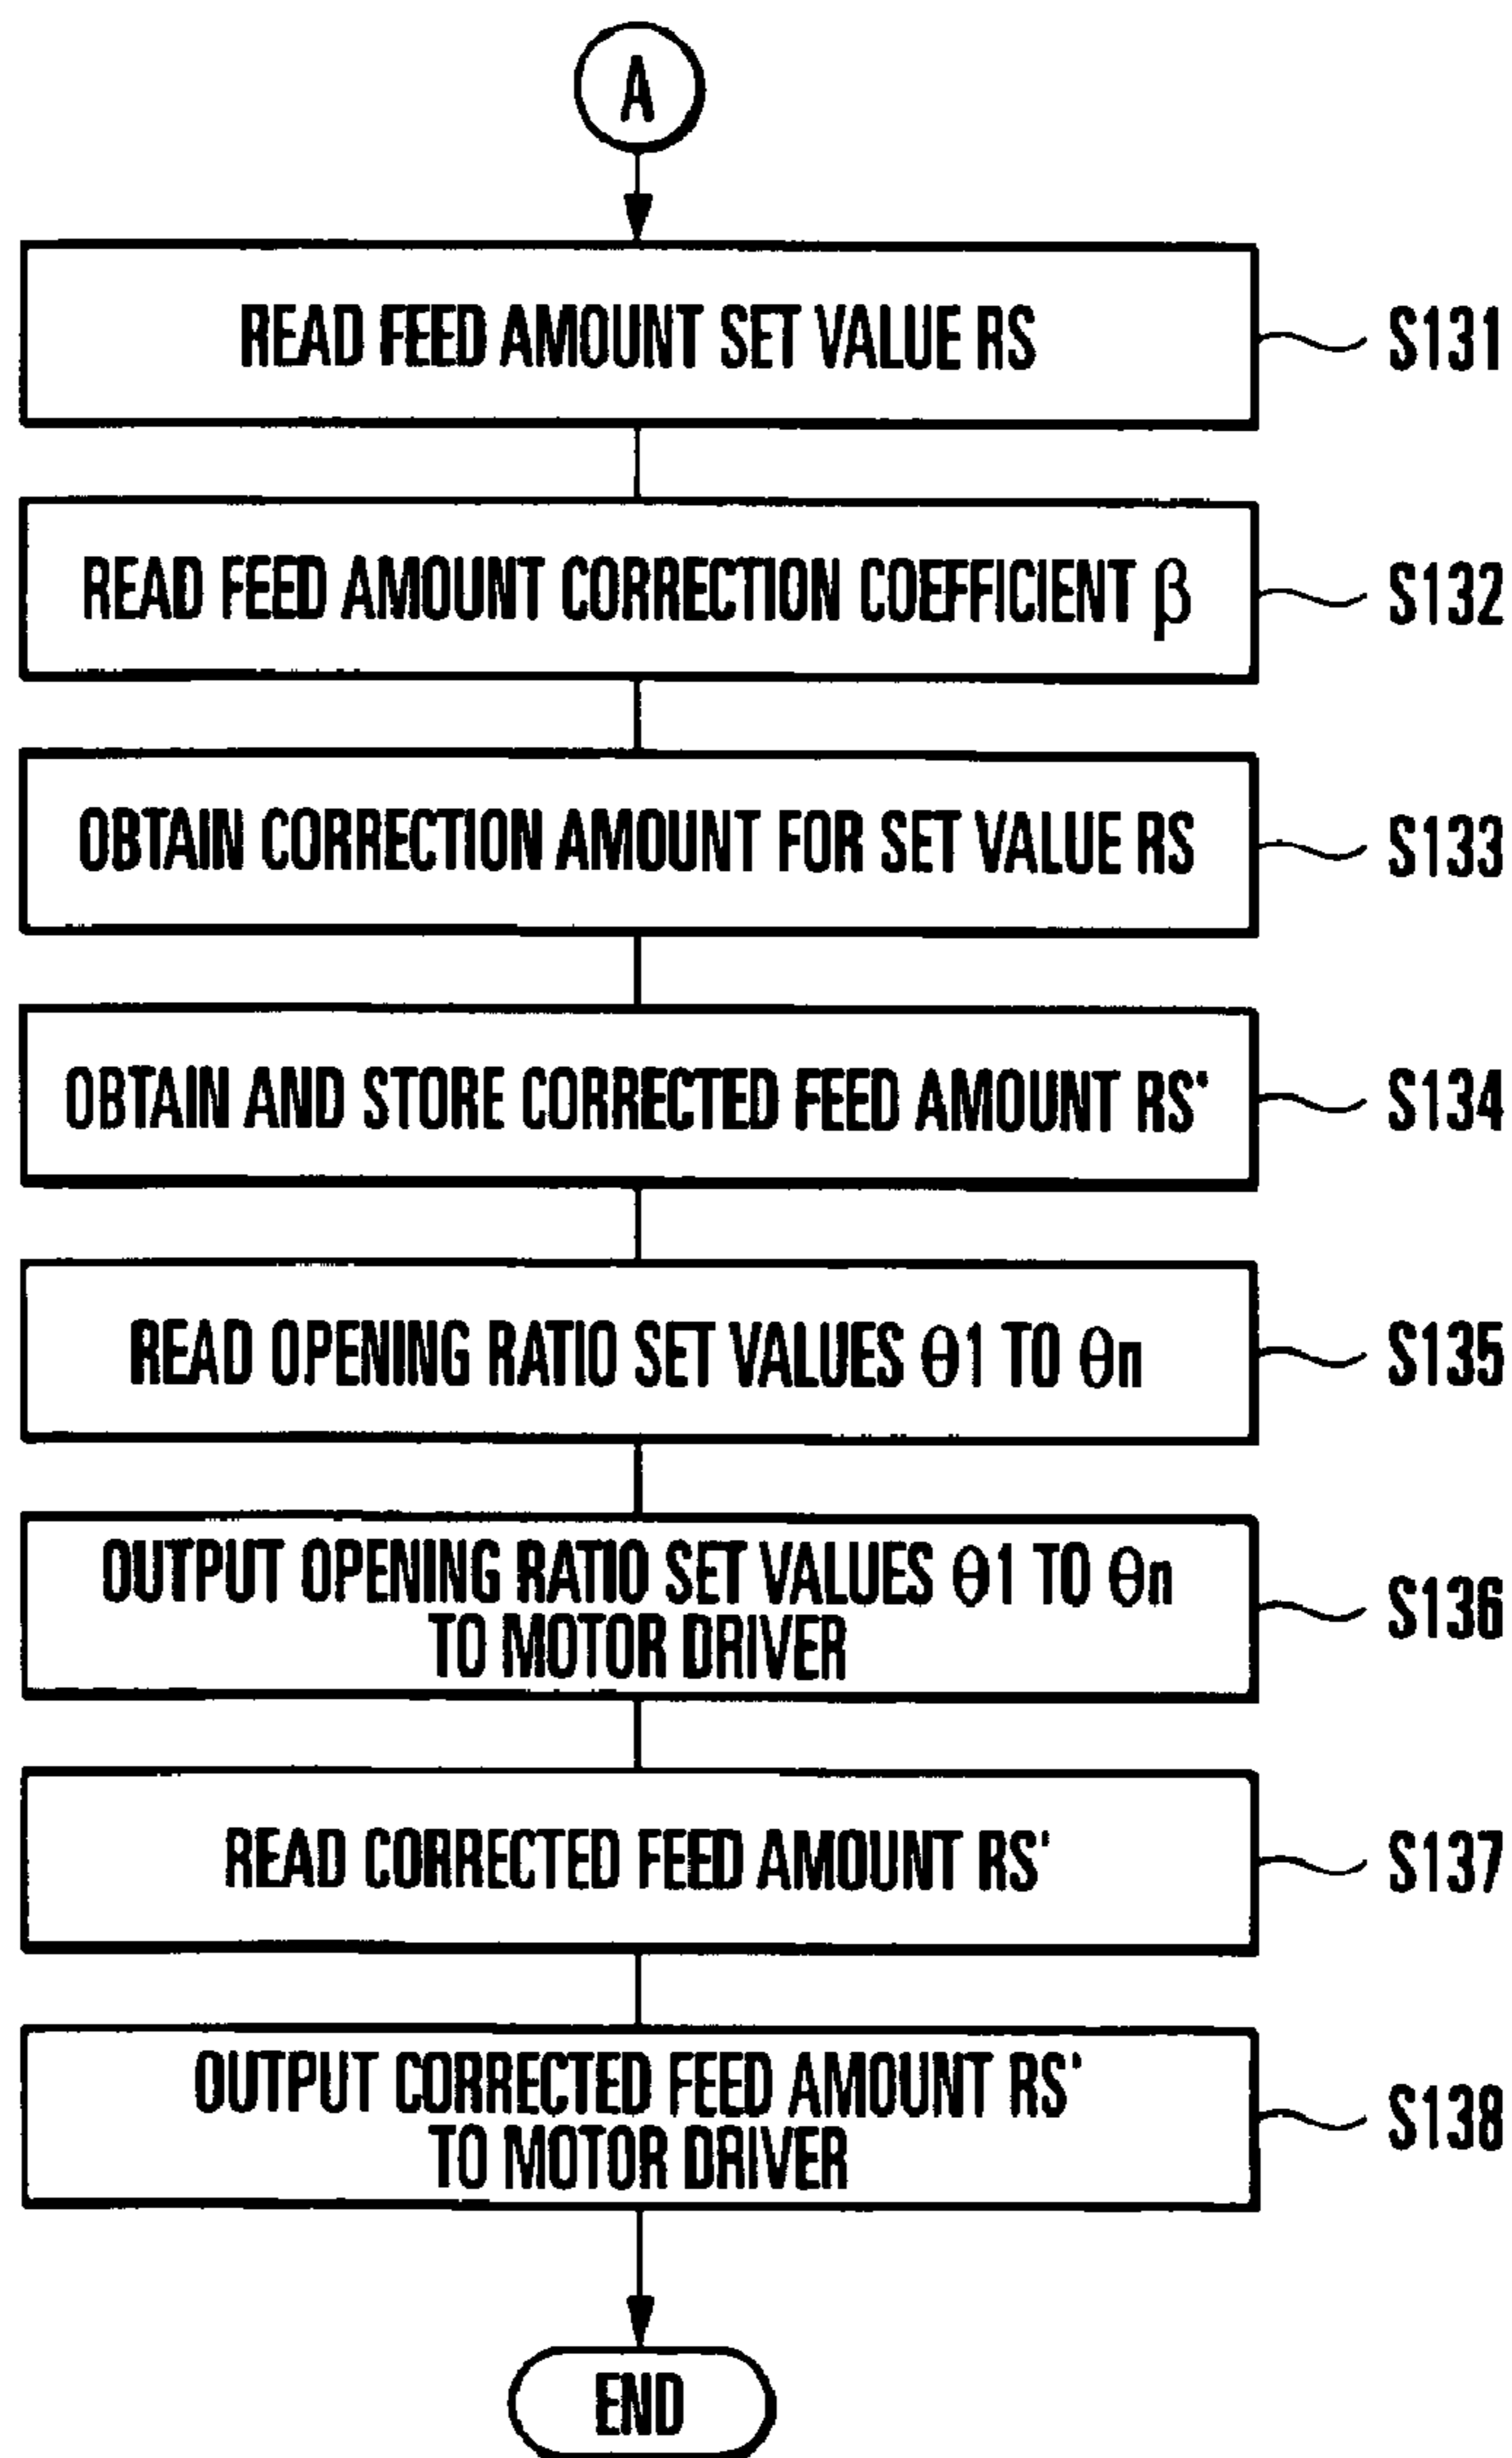 A
READ FEED AMOUNT SET VALUE RS
S131
READ FEED AMOUNT CORRECTION COEFFICIENT β
S132
OBTAIN CORRECTION AMOUNT FOR SET VALUE RS
S133
OBTAIN AND STORE CORRECTED FEED AMOUNT RS'
S134
READ OPENING RATIO SET VALUES θ1 TO θn
S135
OUTPUT OPENING RATIO SET VALUES θ1 TO θn
TO MOTOR DRIVER
S136
READ CORRECTED FEED AMOUNT RS'
S137
OUTPUT CORRECTED FEED AMOUNT RS'
TO MOTOR DRIVER
S138
END